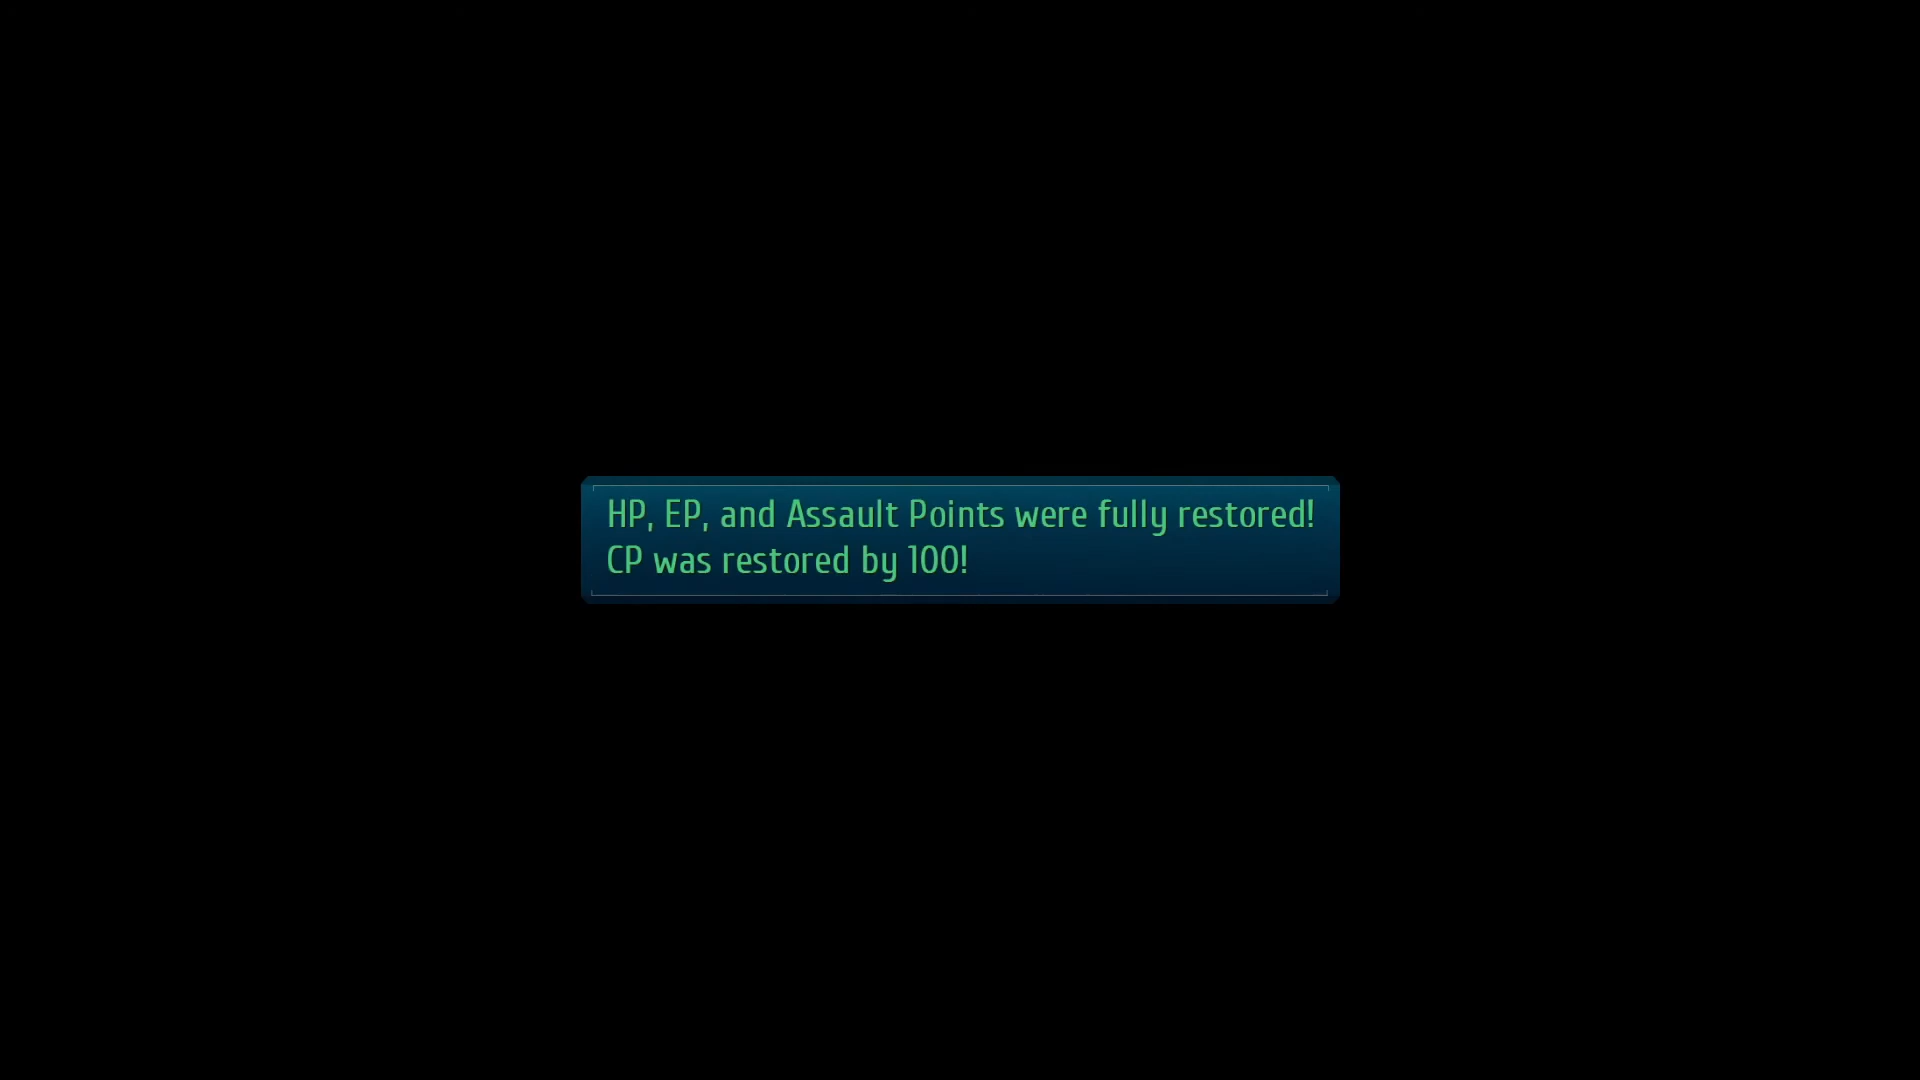 HP, EP, and Assault Points were fully restored!
CP was restored by 100!